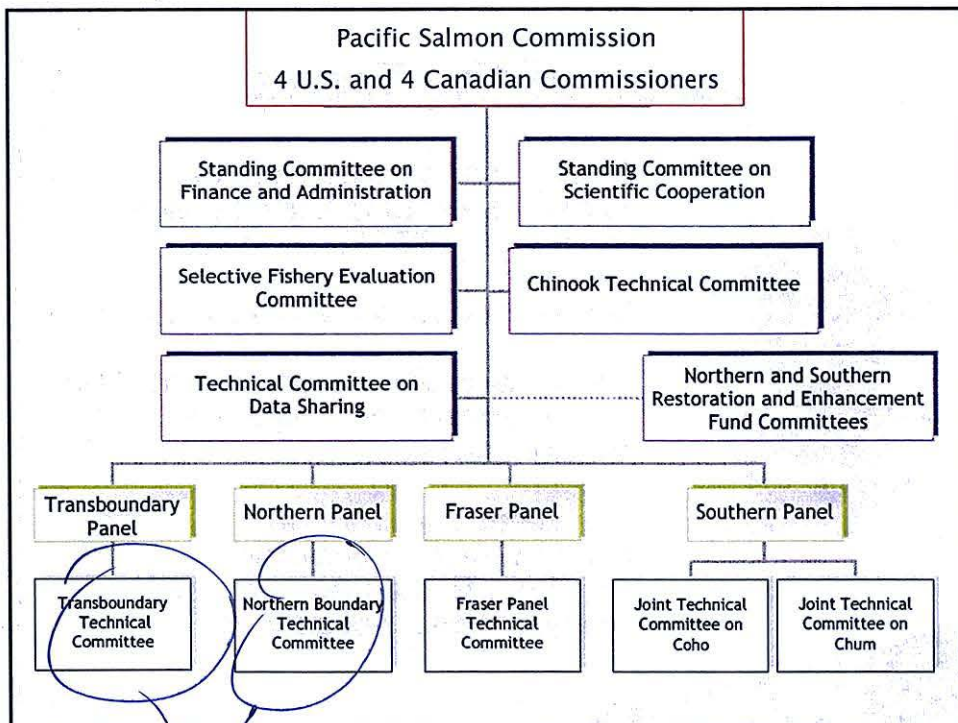 Pacific Salmon Commission
4 U.S. and 4 Canadian Commissioners
Standing Committee on
Finance and Administration
Standing Committee on
Scientific Cooperation
Selective Fishery Evaluation
Committee
Chinook Technical Committee
Technical Committee on
Data Sharing
Northern and Southern
Restoration and Enhancement
Fund Committees
Transboundary
Panel
Northern Panel
Fraser Panel
Southern Panel
Transboundary
Technical
Committee
Northern Boundary
Technical
Committee
Fraser Panel
Technical
Committee
Joint Technical
Committee on
Coho
Joint Technical
Committee on
Chum